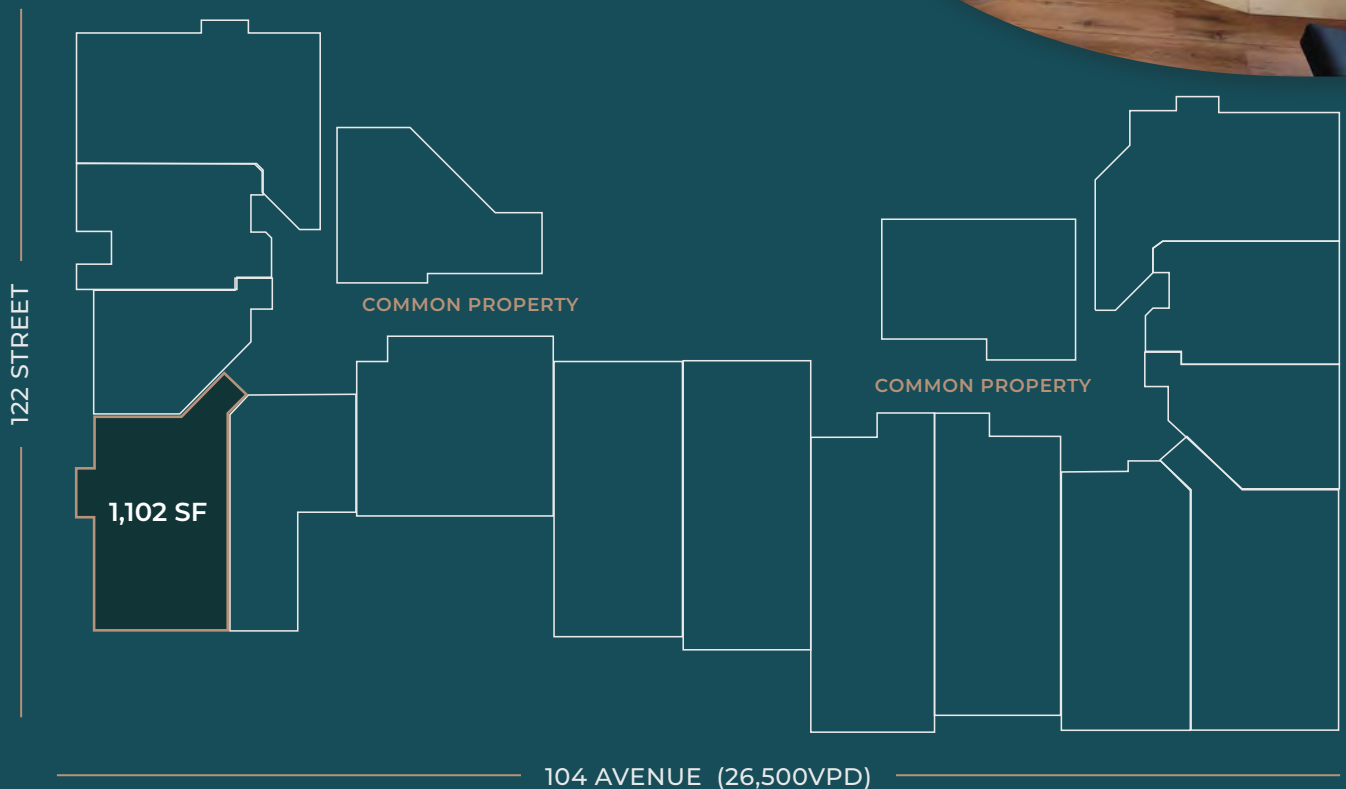 122 STREET
COMMON PROPERTY
COMMON PROPERTY
1,102 SF
104 AVENUE (26,500VPD)